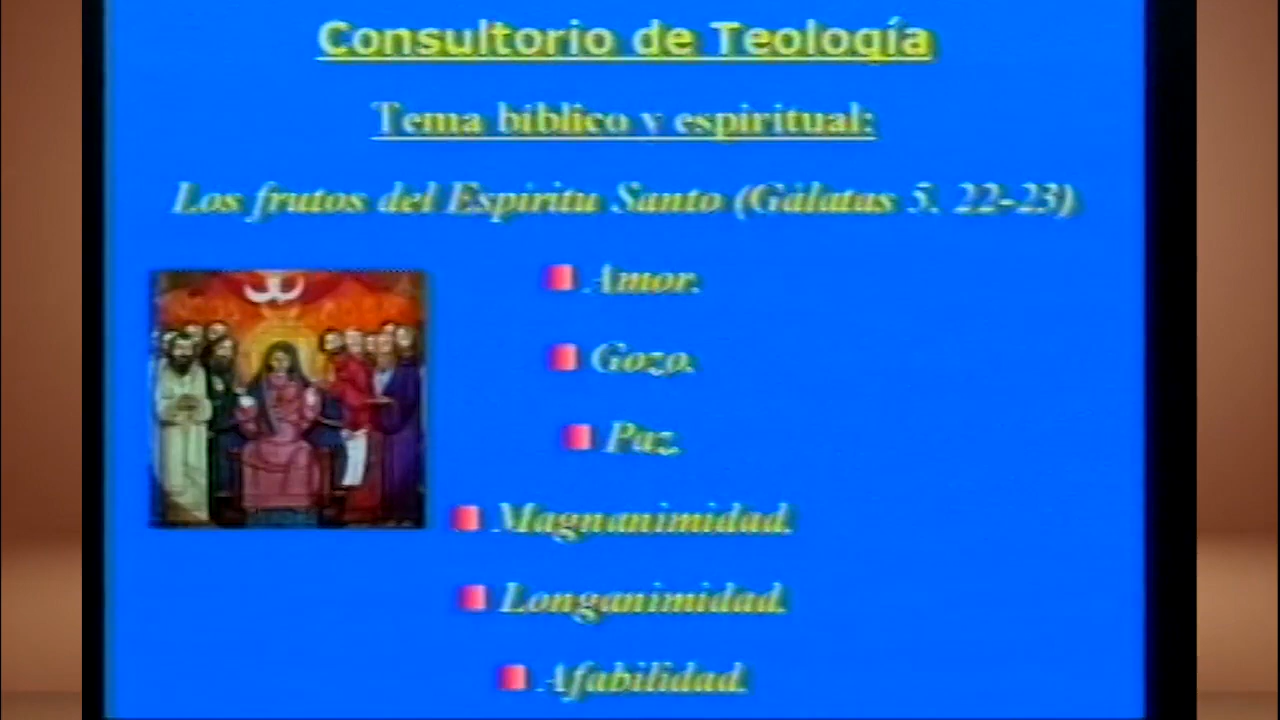 Consultorio de Teología
Tema bíblico y espiritual:
Los frutos del Espíritu Santo (Gálatas 5. 22-23)
Amor.
Gozo.
Paz.
Magnanimidad.
Longanimidad.
Afabilidad.